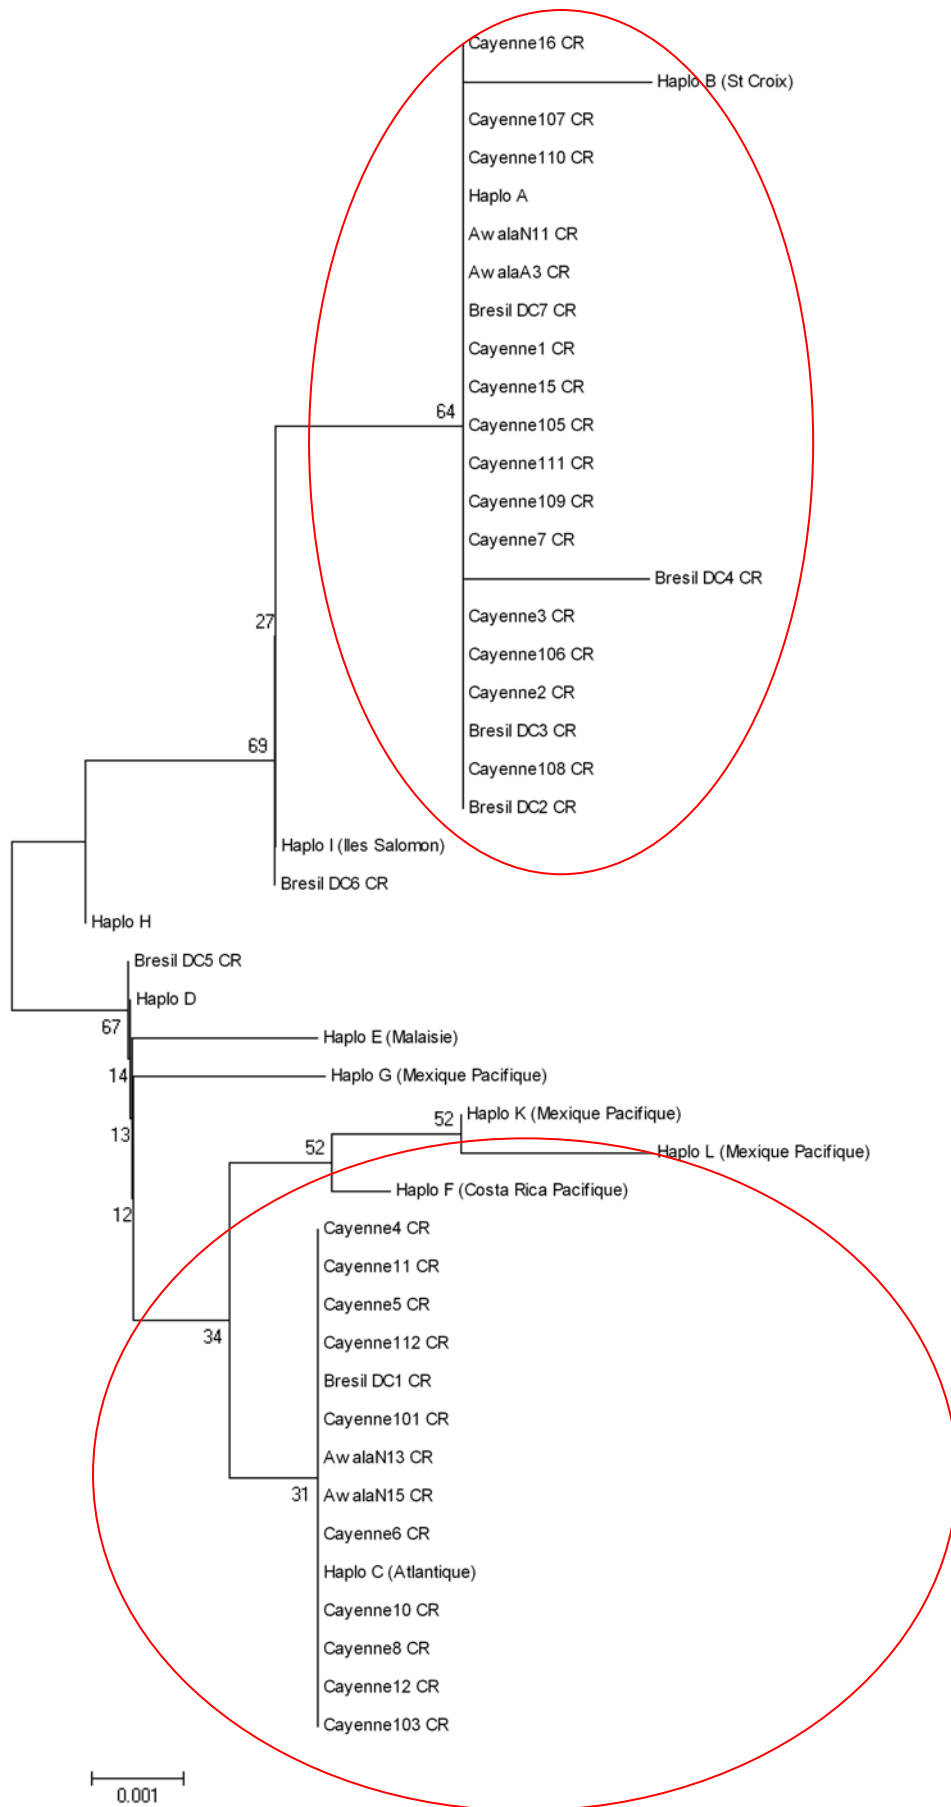 Cayenne16 CR
Haplo B (St Croix)
Cayenne107 CR
Cayenne110 CR
Haplo A
AwalaN11 CR
AwalaA3 CR
Bresil DC7 CR
Cayenne1 CR
Cayenne15 CR
64
Cayenne105 CR
Cayenne111 CR
Cayenne109 CR
Cayenne7 CR
Bresil DC4 CR
Cayenne3 CR
27
Cayenne106 CR
Cayenne2 CR
Bresil DC3 CR
69
Cayenne108 CR
Bresil DC2 CR
Haplo I (Iles Salomon)
Bresil DC6 CR
Haplo H
Bresil DC5 CR
Haplo D
67
Haplo E (Malaisie)
14
Haplo G (Mexique Pacifique)
52
Haplo K (Mexique Pacifique)
13
52
Haplo L (Mexique Pacifique)
Haplo F (Costa Rica Pacifique)
12
Cayenne4 CR
Cayenne11 CR
Cayenne5 CR
34
Cayenne112 CR
Bresil DC1 CR
Cayenne101 CR
AwalaN13 CR
31
AwalaN15 CR
Cayenne6 CR
Haplo C (Atlantique)
Cayenne10 CR
Cayenne8 CR
Cayenne12 CR
Cayenne103 CR
0.001